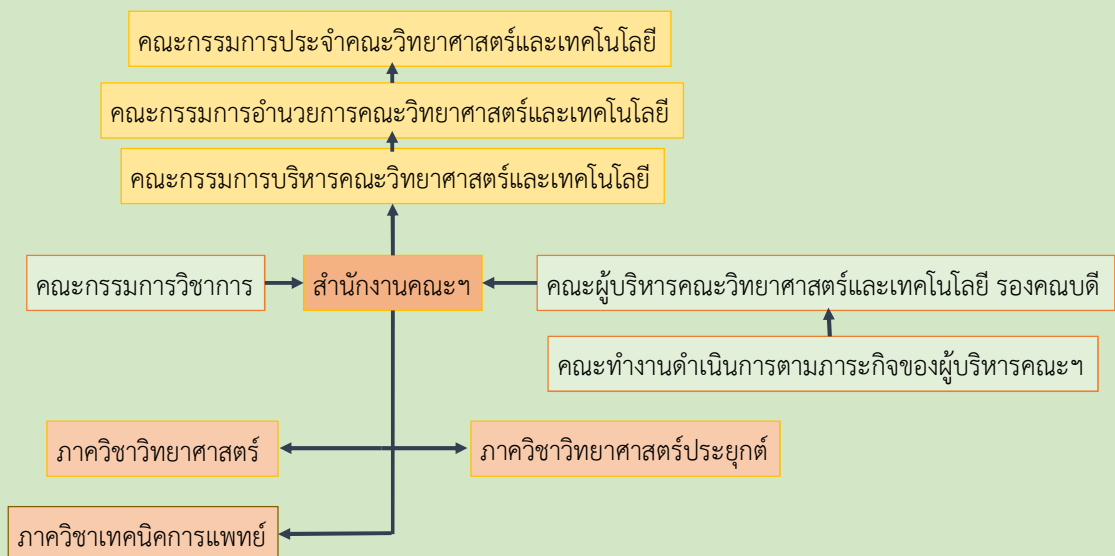 คณะกรรมการประจำคณะวิทยาศาสตร์และเทคโนโลยี
คณะกรรมการอำนวยการคณะวิทยาศาสตร์และเทคโนโลยี
คณะกรรมการบริหารคณะวิทยาศาสตร์และเทคโนโลยี
คณะกรรมการวิชาการ
สำนักงานคณะฯ
คณะผู้บริหารคณะวิทยาศาสตร์และเทคโนโลยี รองคณบดี
คณะทำงานดำเนินการตามภาระกิจของผู้บริหารคณะฯ
ภาควิชาวิทยาศาสตร์
ภาควิชาวิทยาศาสตร์ประยุกต์
ภาควิชาเทคนิคการแพทย์